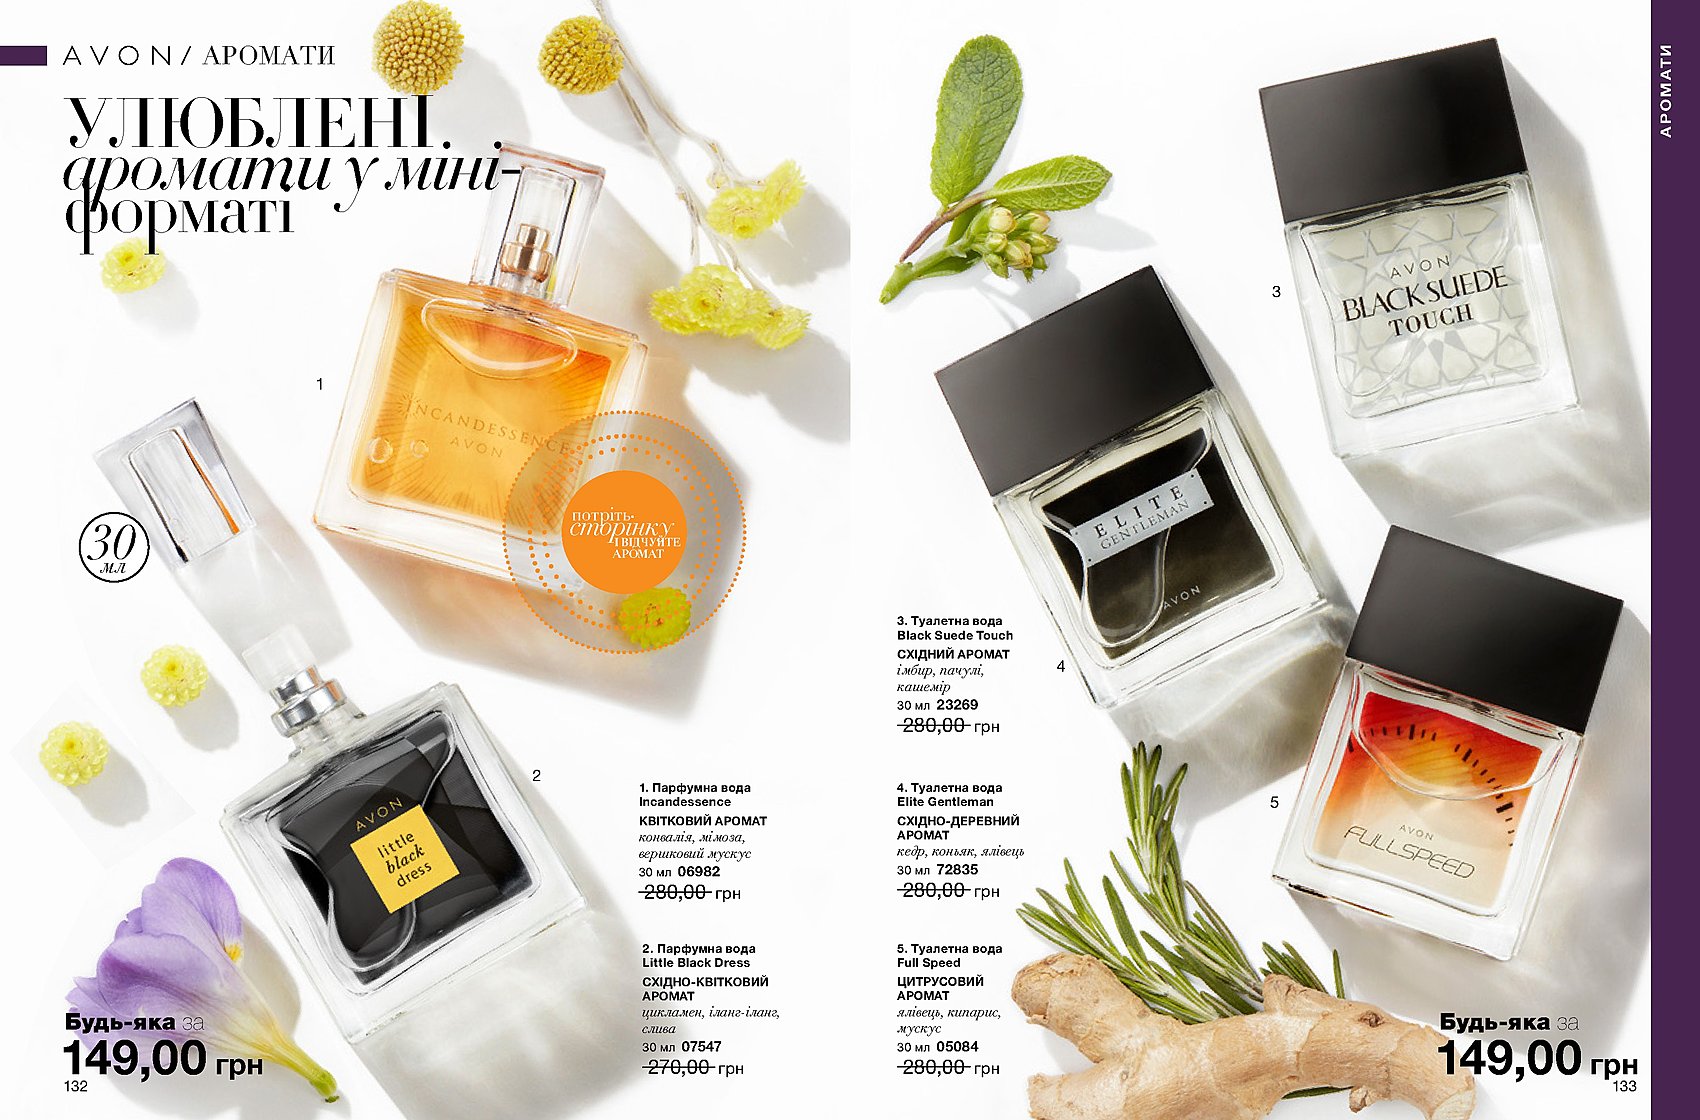 AVON/ АРОМАТИ
УЛЮБЛЕНІ
аромати у міні-
форматі
1
INCANDESSENCE
AVON
ПОТРІТЬ
СТОРІНКУ
І ВІДЧУЙТЕ
АРОМАТ
30
мл
2
AVON
little
black
dress
1. Парфумна вода
Incandessence
КВІТКОВИЙ АРОМАТ
конвалія, мімоза,
вершковий мускус
30 мл 06982
280,00 грн
2. Парфумна вода
Little Black Dress
СХІДНО-КВІТКОВИЙ
АРОМАТ
цикламен, іланг-іланг,
слива
30 мл 07547
270,00 грн
Будь-яка за
149,00 грн
132
АРОМАТИ
3
AVON
BLACK SUEDE
TOUCH
ELITE
GENTLEMAN
AVON
4
5
AVON
FULLSPEED
3. Туалетна вода
Black Suede Touch
СХІДНИЙ АРОМАТ
імбир, пачулі,
кашемір
30 мл 23269
280,00 грн
4. Туалетна вода
Elite Gentleman
СХІДНО-ДЕРЕВНИЙ
АРОМАТ
кедр, коньяк, ялівець
30 мл 72835
280,00 грн
5. Туалетна вода
Full Speed
ЦИТРУСОВИЙ
АРОМАТ
ялівець, кипарис,
мускус
30 мл 05084
280,00 грн
Будь-яка за
149,00 грн
133